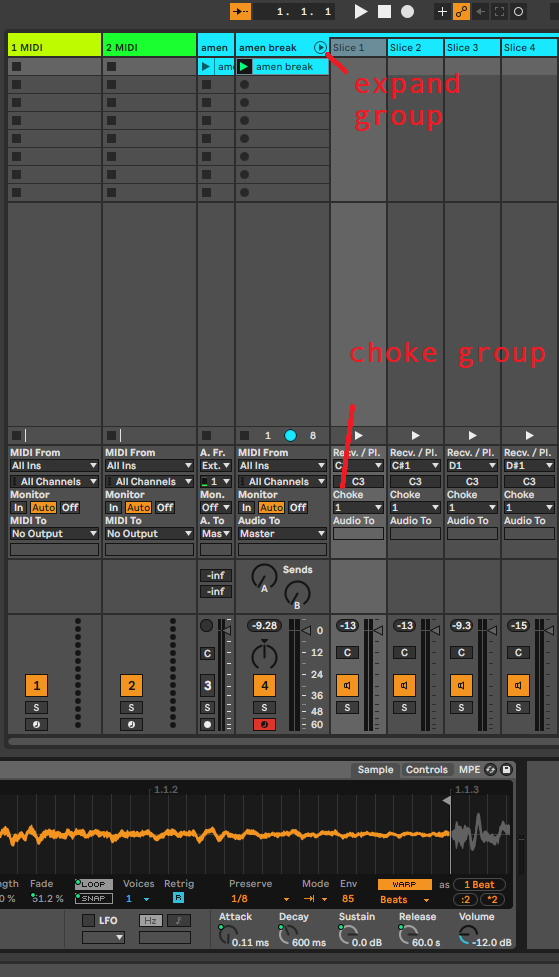 1. 1. 1
1 MIDI 2 MIDI amen amen break Slice 1 Slice 2 Slice 3 Slice 4
ame amen break
expand
group
choke group
1 8
MIDI From MIDI From A. Fr. MIDI From Recv. / Pl. Recv. / Pl. Recv. / Pl. Recv. / Pl.
All Ins All Ins Ext. All Ins C#1 D1 D#1
All Channels All Channels 1 All Channels C3 C3 C3 C3
Monitor Monitor Mon. Monitor Choke Choke Choke Choke
In Auto Off In Auto Off Off In Auto Off 1 1 1 1
MIDI To MIDI To A. To Audio To Audio To Audio To Audio To Audio To
No Output No Output Mas Master
-inf Sends
-inf A B
-9.28 0 -13 -13 -9.3 -15
12 C C C C C
24
1 2 3 4 36
S S S S 48 S S S S
60
Sample Controls MPE
1.1.2 1.1.3
ngth Fade LOOP Voices Retrig Preserve Mode Env WARP as 1 Beat
0 % 51.2 % SNAP 1 R 1/8 85 Beats :2 *2
LFO Hz Attack Decay Sustain Release Volume
0.11 ms 600 ms 0.0 dB 60.0 s -12.0 dB